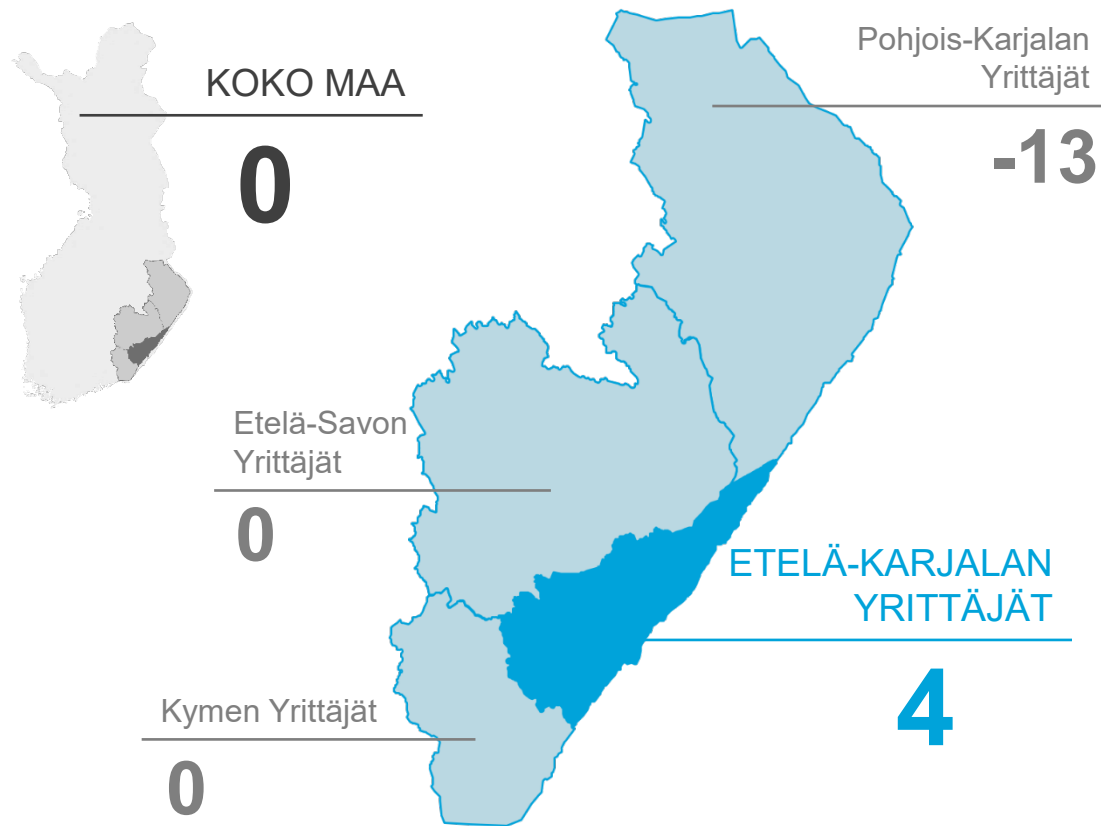 KOKO MAA
0
Pohjois-Karjalan
Yrittäjät
-13
Etelä-Savon
Yrittäjät
0
ETELÄ-KARJALAN
YRITTÄJÄT
4
Kymen Yrittäjät
0